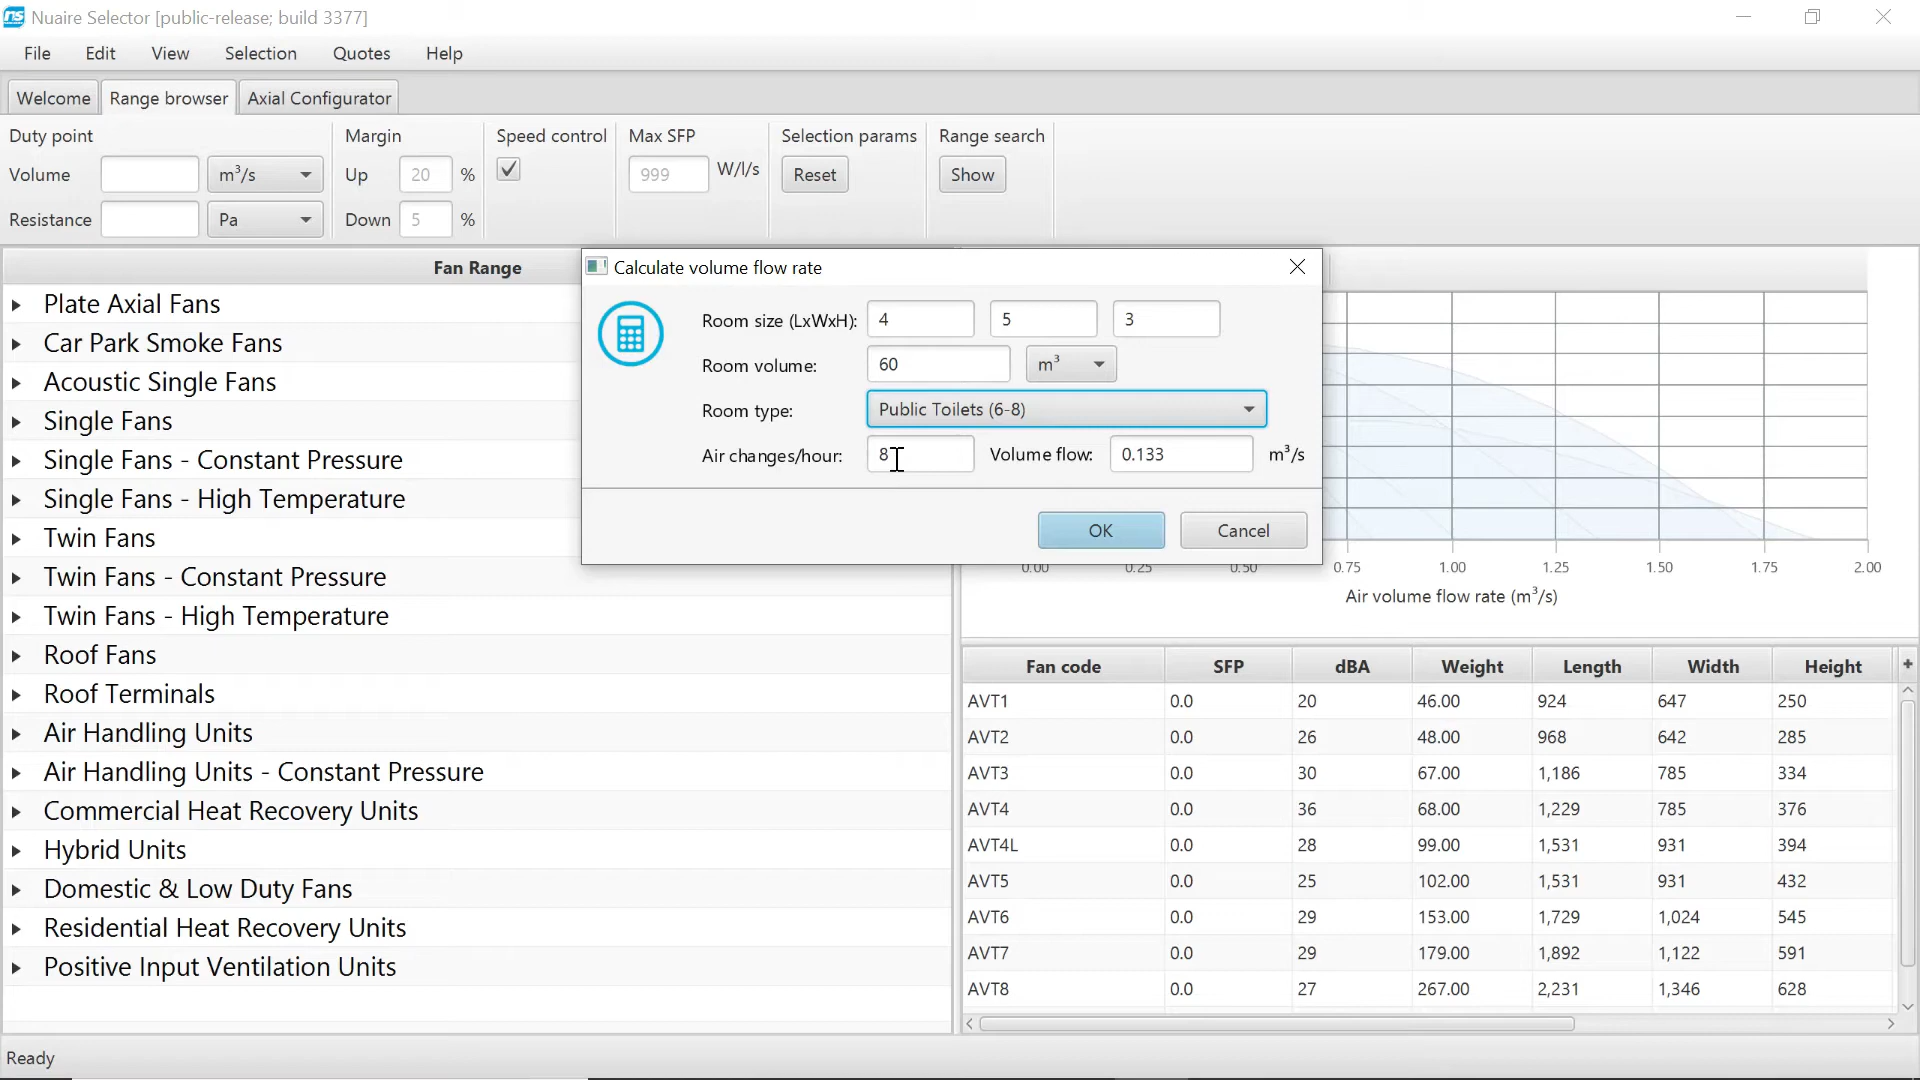 Nuaire Selector [public-release; build 3377]
File Edit View Selection Quotes Help
Welcome Range browser Axial Configurator
Duty point Margin Speed control Max SFP Selection params Range search
Volume m³/s Up 20 % 999 W/l/s Reset Show
Resistance Pa Down 5 %
Fan Range
Plate Axial Fans
Car Park Smoke Fans
Acoustic Single Fans
Single Fans
Single Fans - Constant Pressure
Single Fans - High Temperature
Twin Fans
Twin Fans - Constant Pressure
Twin Fans - High Temperature
Roof Fans
Roof Terminals
Air Handling Units
Air Handling Units - Constant Pressure
Commercial Heat Recovery Units
Hybrid Units
Domestic & Low Duty Fans
Residential Heat Recovery Units
Positive Input Ventilation Units
Calculate volume flow rate
Room size (LxWxH): 4 5 3
Room volume: 60 m³
Room type: Public Toilets (6-8)
Air changes/hour: 8 Volume flow: 0.133 m³/s
OK Cancel
0.00 0.25 0.50 0.75 1.00 1.25 1.50 1.75 2.00
Air volume flow rate (m³/s)
Fan code SFP dBA Weight Length Width Height +
AVT1 0.0 20 46.00 924 647 250
AVT2 0.0 26 48.00 968 642 285
AVT3 0.0 30 67.00 1,186 785 334
AVT4 0.0 36 68.00 1,229 785 376
AVT4L 0.0 28 99.00 1,531 931 394
AVT5 0.0 25 102.00 1,531 931 432
AVT6 0.0 29 153.00 1,729 1,024 545
AVT7 0.0 29 179.00 1,892 1,122 591
AVT8 0.0 27 267.00 2,231 1,346 628
Ready